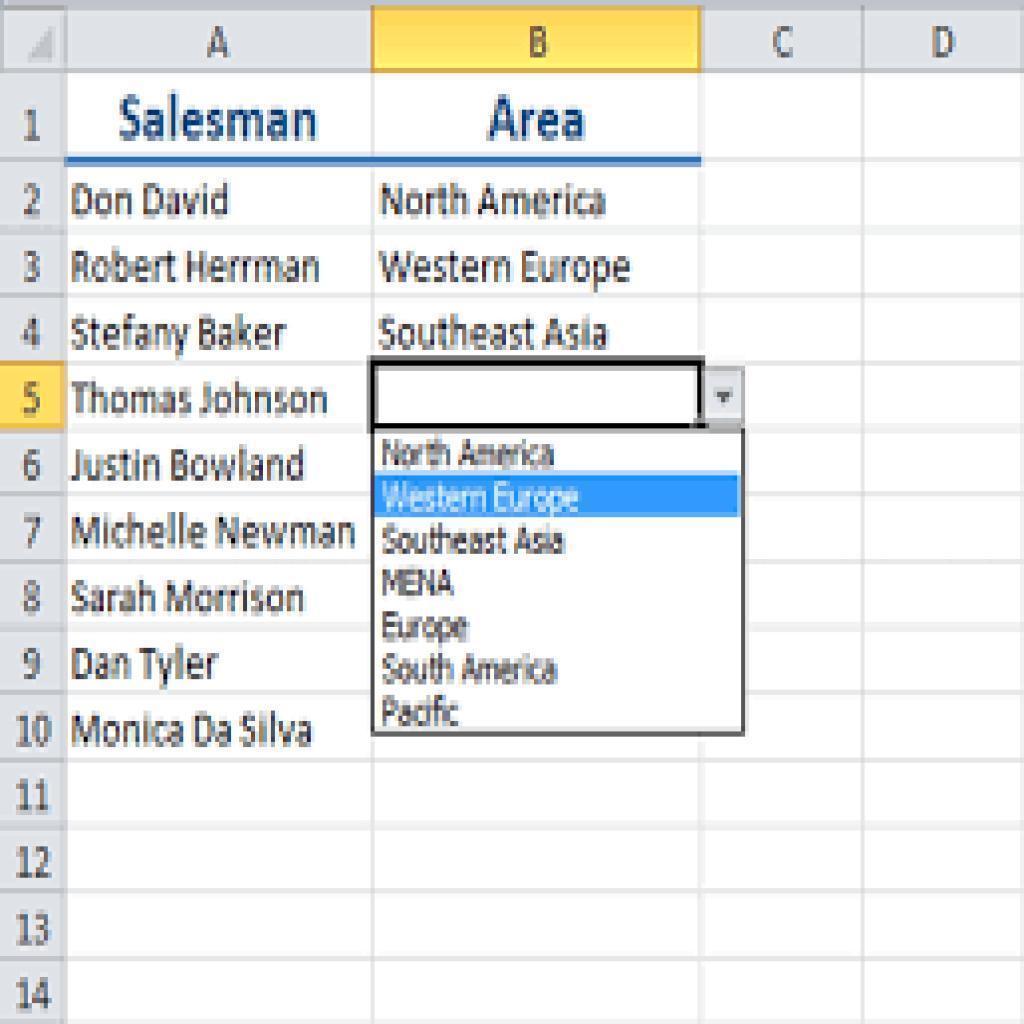 A B C D
1 Salesman Area
2 Don David North America
3 Robert Herrman Western Europe
4 Stefany Baker Southeast Asia
5 Thomas Johnson
North America
6 Justin Bowland
Western Europe
7 Michelle Newman
Southeast Asia
MENA
8 Sarah Morrison
Europe
9 Dan Tyler
South America
Pacific
10 Monica Da Silva
11
12
13
14